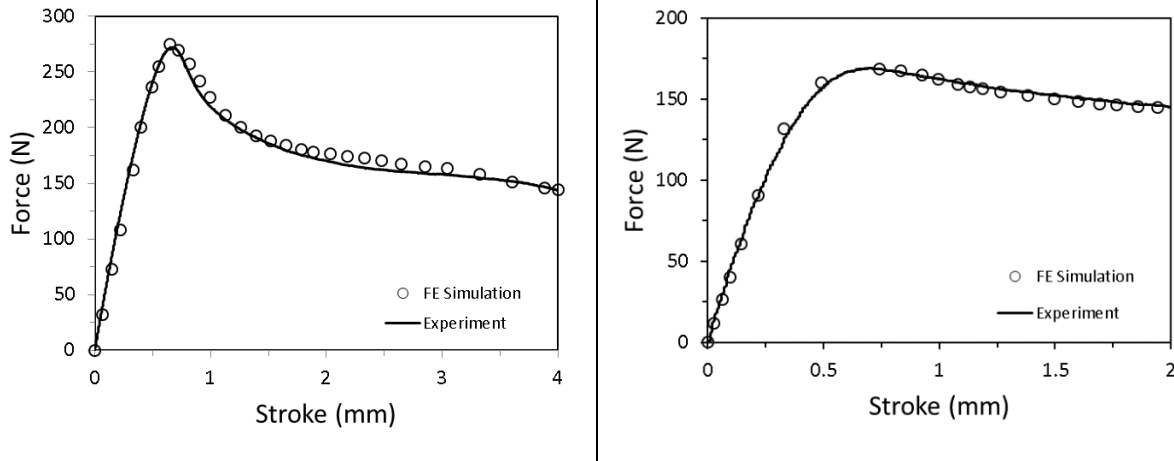 300
250
200
150
100
50
0
Force (N)
FE Simulation
Experiment
0 1 2 3 4
Stroke (mm)
200
150
100
50
0
Force (N)
FE Simulation
Experiment
0 0.5 1 1.5 2
Stroke (mm)